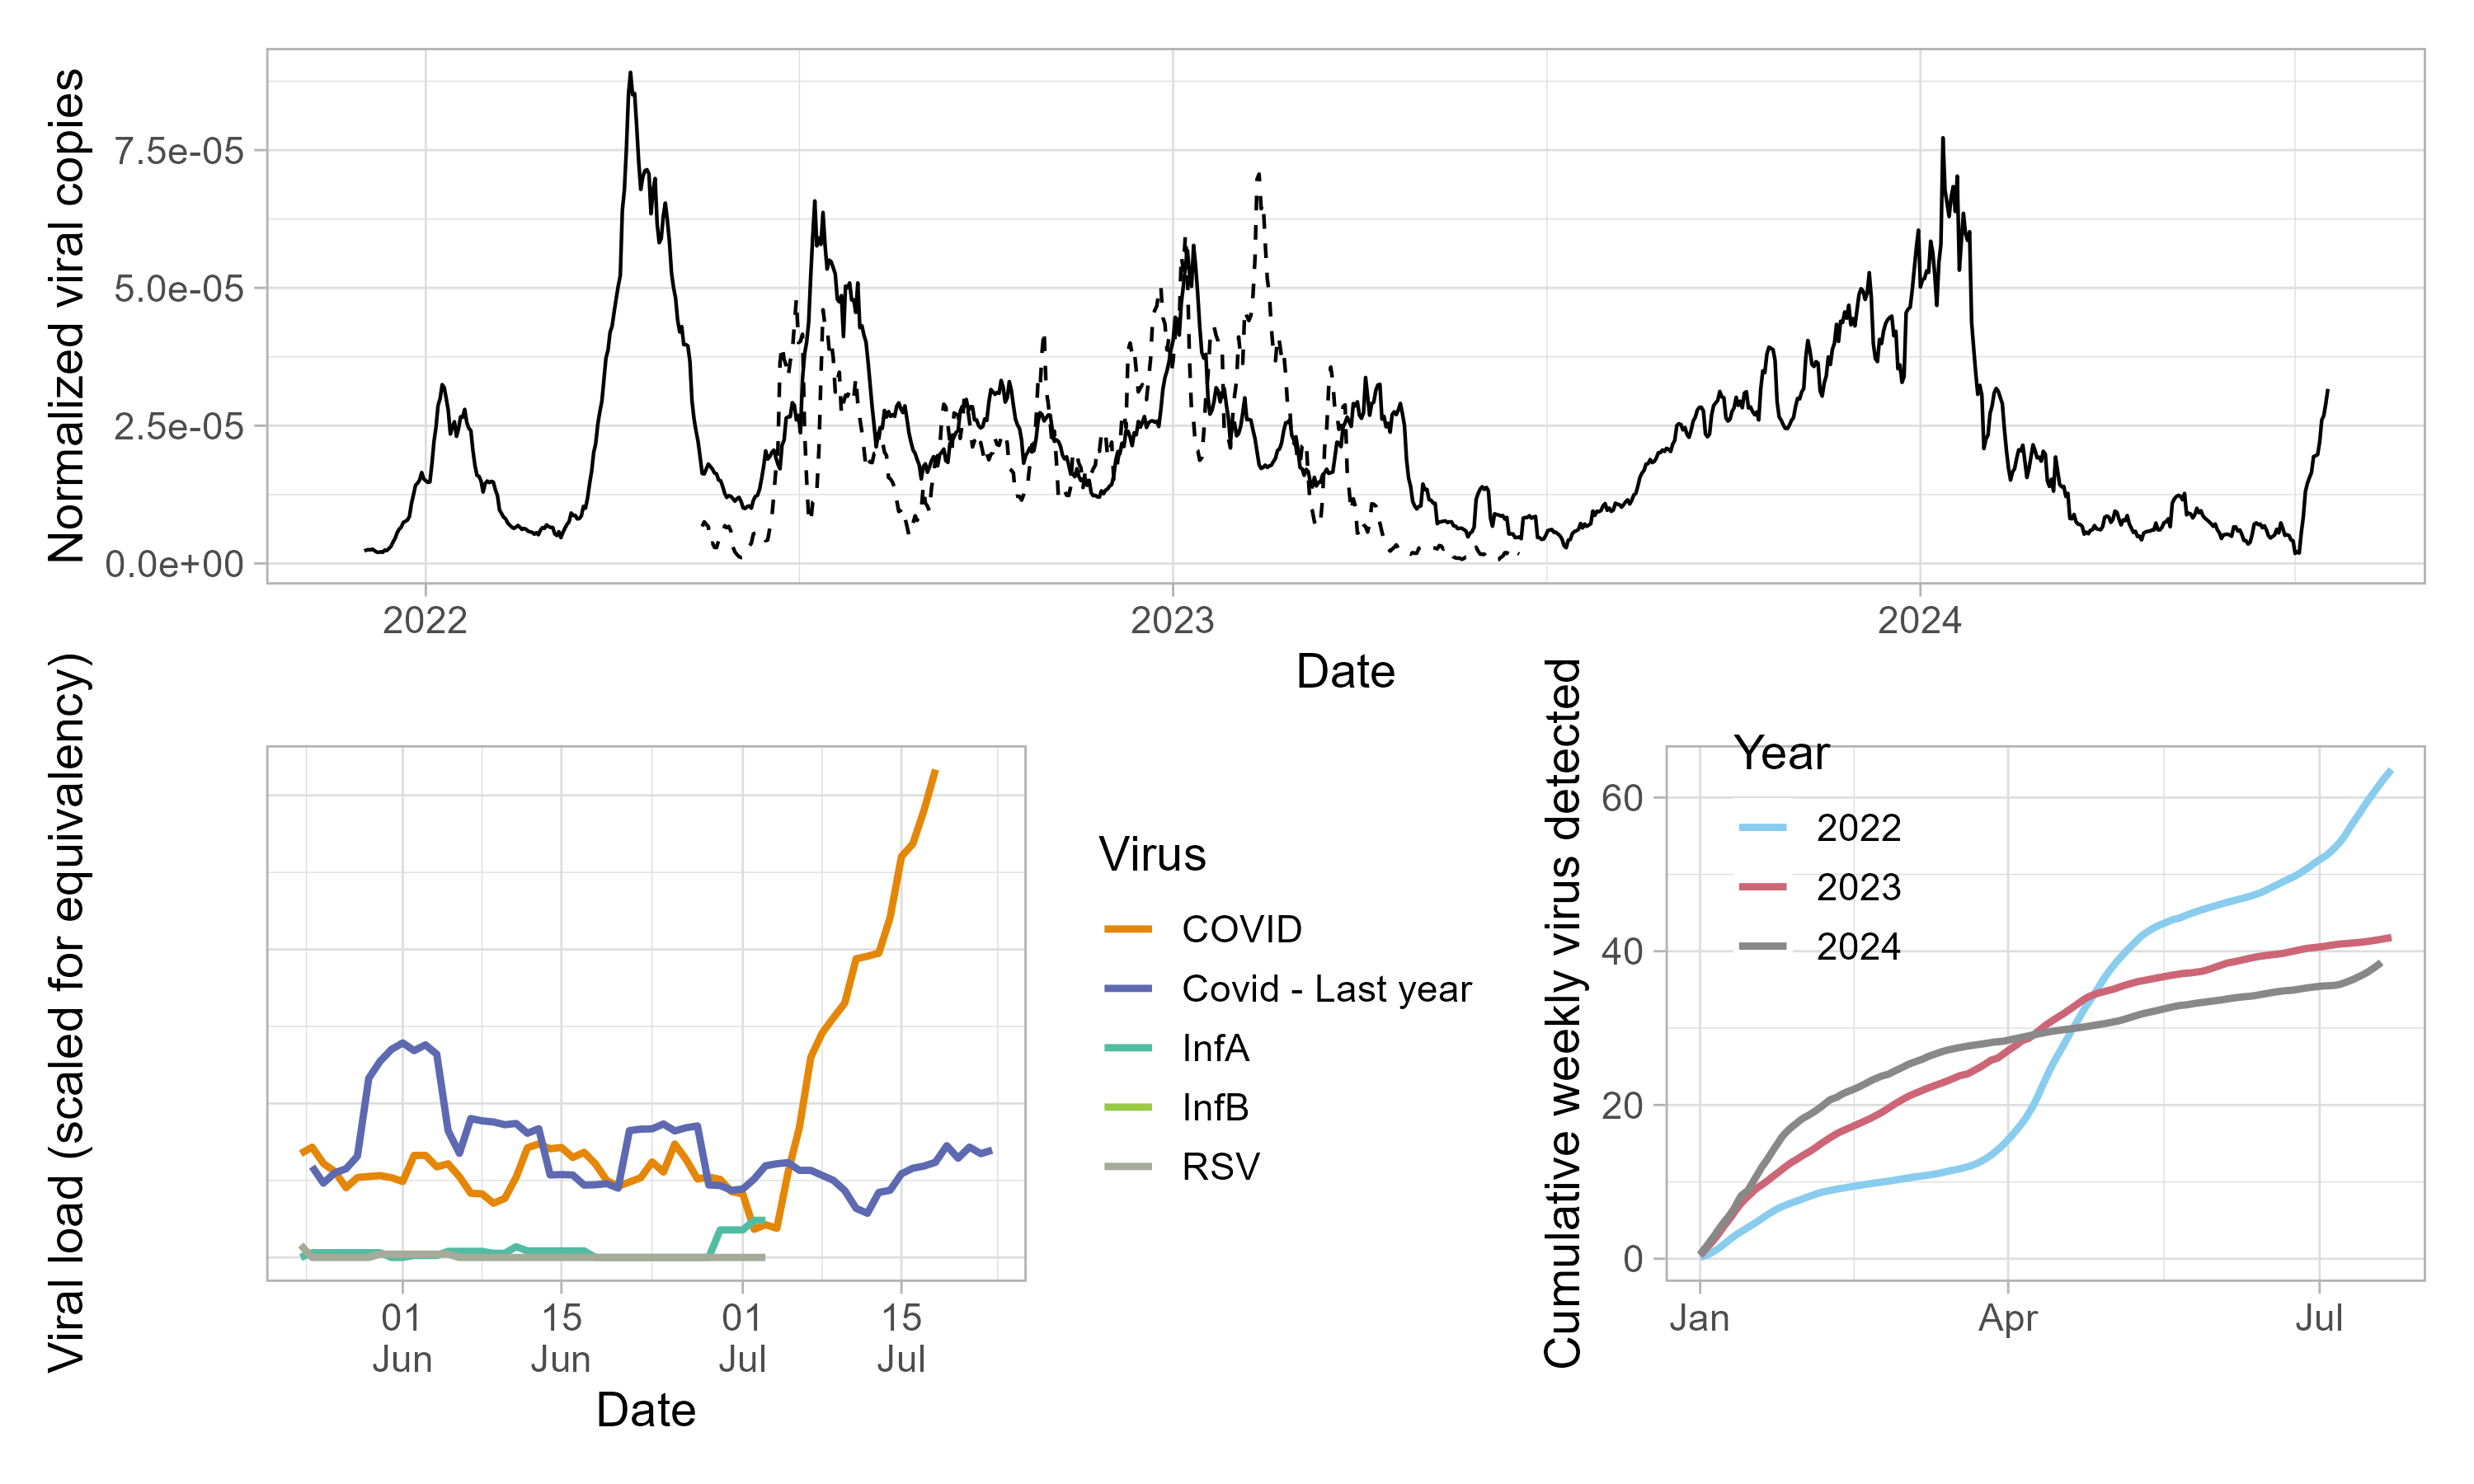 Normalized viral copies
7.5e-05
5.0e-05
2.5e-05
0.0e+00
2022
2023
2024
Date
Viral load (scaled for equivalency)
01
Jun
15
Jun
01
Jul
15
Jul
Date
Virus
COVID
Covid - Last year
InfA
InfB
RSV
Cumulative weekly virus detected
60
40
20
0
Year
2022
2023
2024
Jan
Apr
Jul